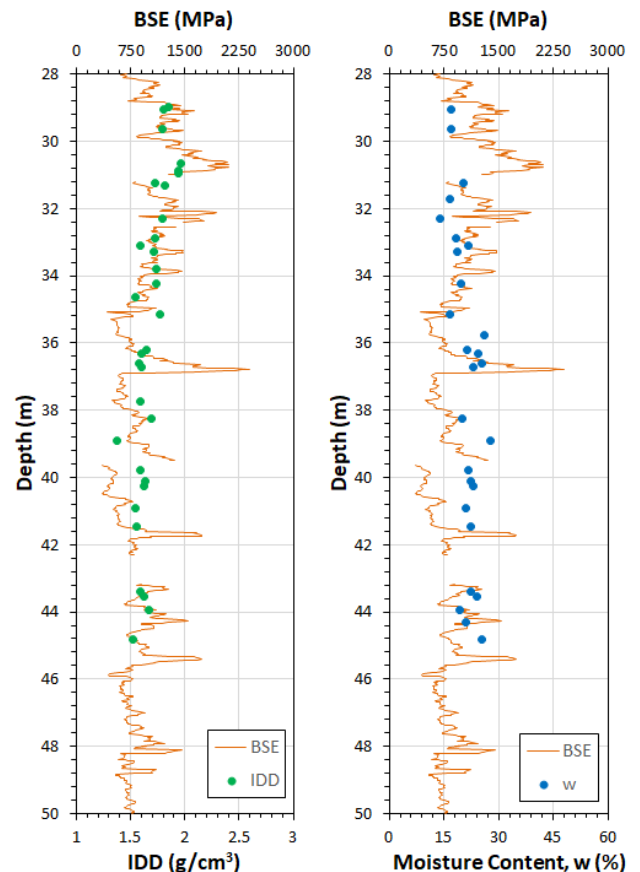 BSE (MPa)
0 750 1500 2250 3000
28
30
32
34
36
38
40
42
44
46
48
50
Depth (m)
BSE
IDD
1 1.5 2 2.5 3
IDD (g/cm³)
BSE (MPa)
0 750 1500 2250 3000
28
30
32
34
36
38
40
42
44
46
48
50
Depth (m)
BSE
w
0 15 30 45 60
Moisture Content, w (%)